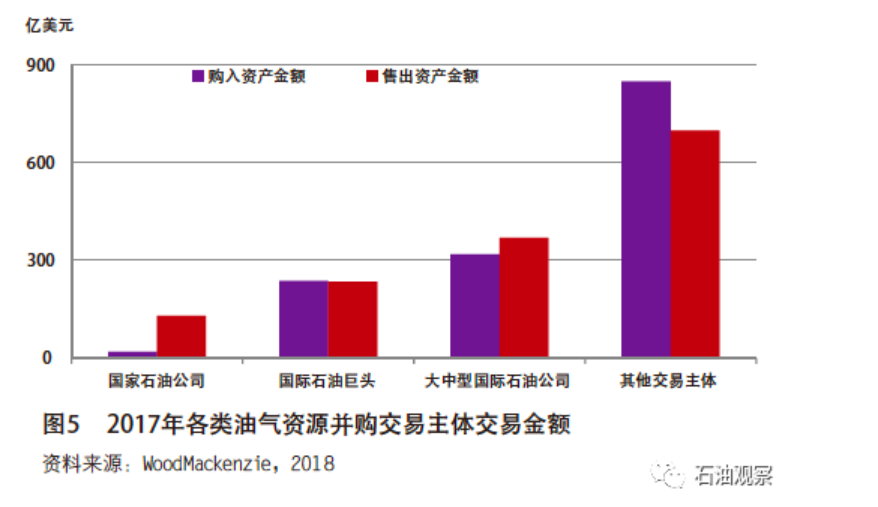 亿美元
900
购入资产金额 售出资产金额
600
300
0
国家石油公司 国际石油巨头 大中型国际石油公司 其他交易主体
图5 2017年各类油气资源并购交易主体交易金额
资料来源：WoodMackenzie，2018
石油观察